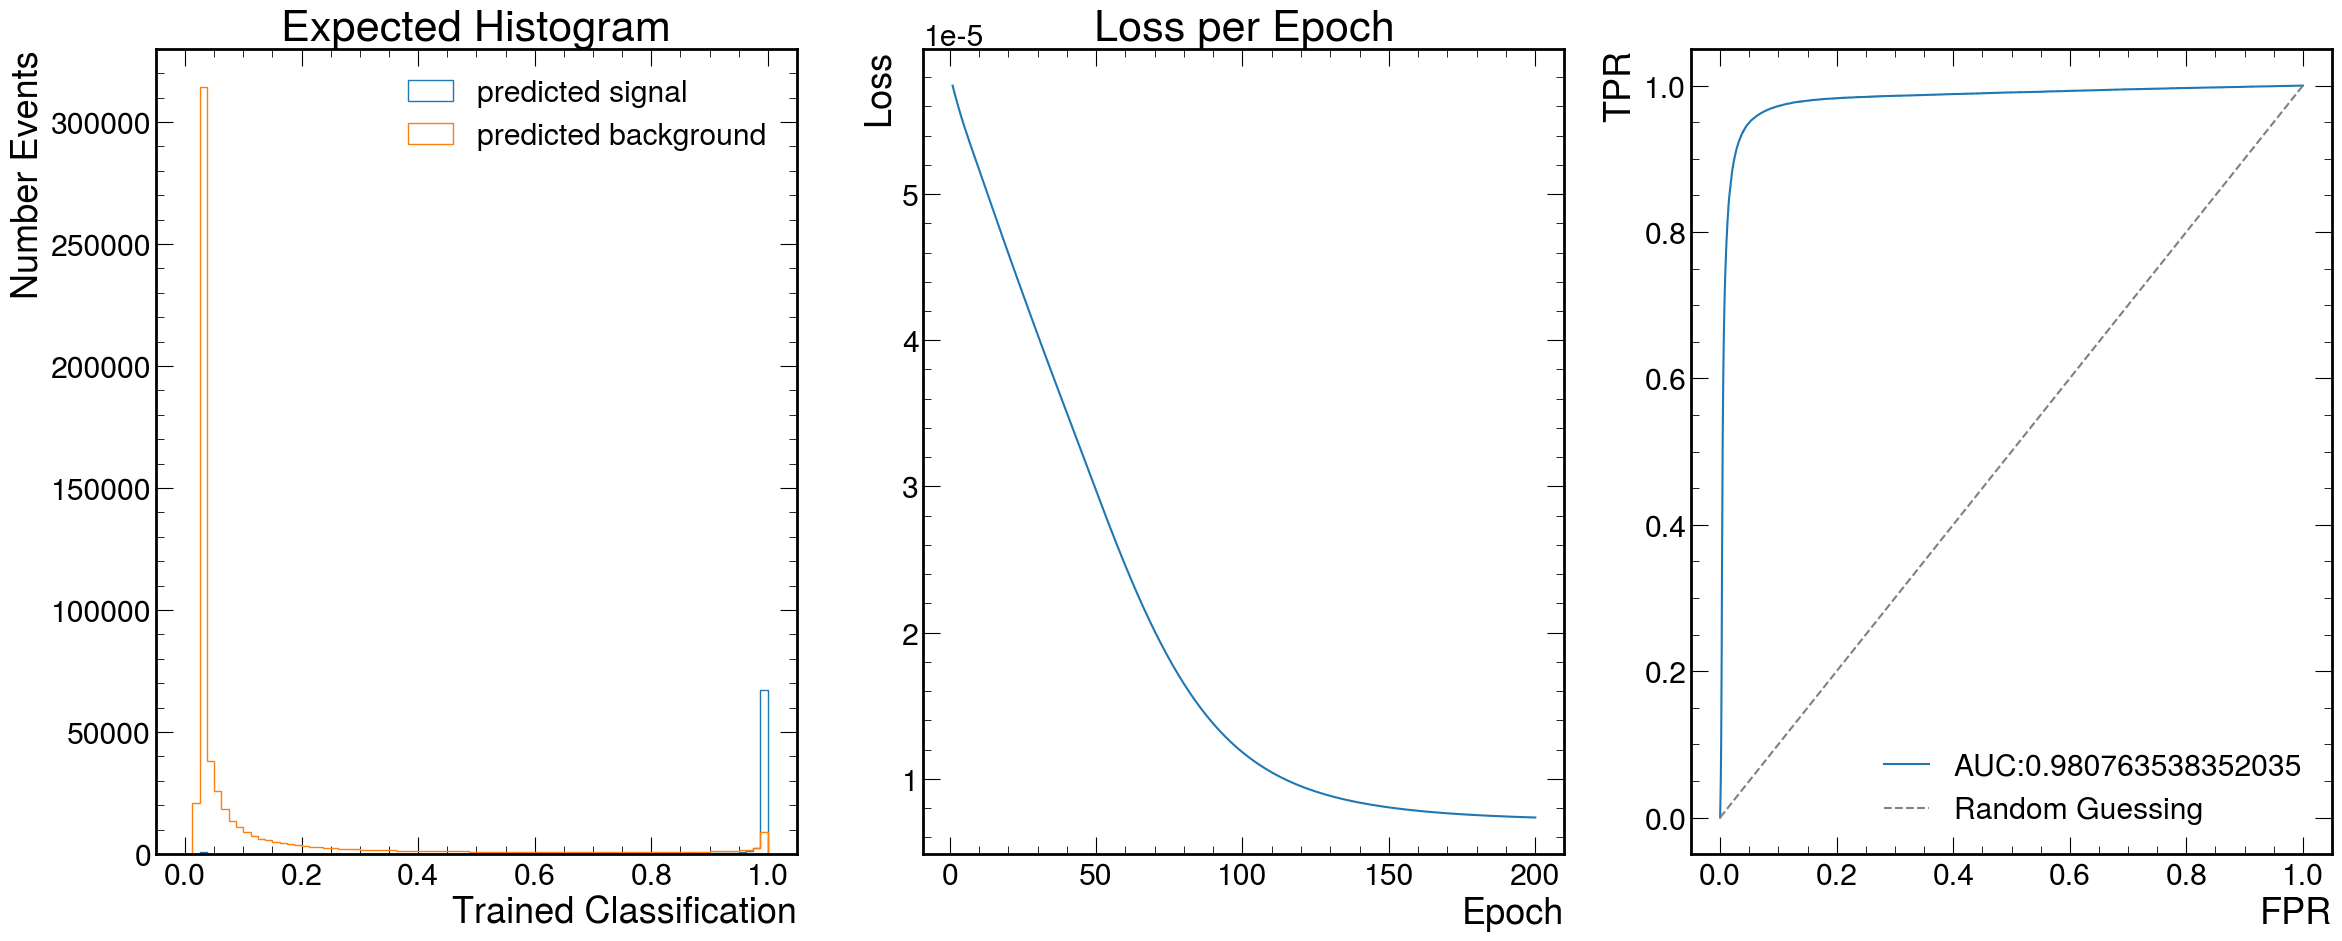 Expected Histogram
Number Events
300000
250000
200000
150000
100000
50000
0
predicted signal
predicted background
0.0 0.2 0.4 0.6 0.8 1.0
Trained Classification
Loss per Epoch
1e-5
Loss
5
4
3
2
1
0 50 100 150 200
Epoch
TPR
1.0
0.8
0.6
0.4
0.2
0.0
AUC:0.980763538352035
Random Guessing
0.0 0.2 0.4 0.6 0.8 1.0
FPR